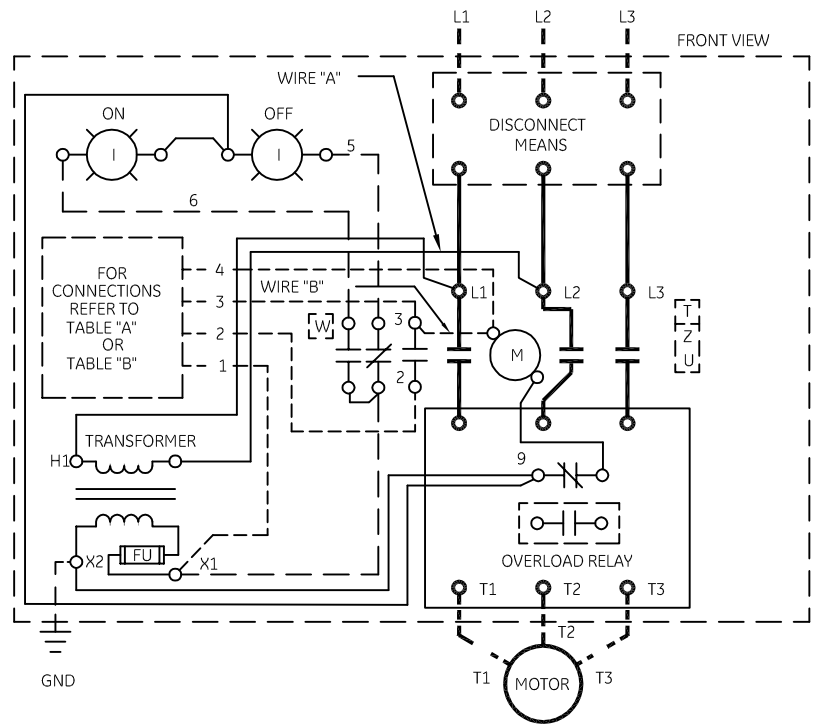 L1 L2 L3
FRONT VIEW
WIRE "A"
ON OFF
DISCONNECT
MEANS
I I
5
6
FOR
CONNECTIONS
REFER TO
TABLE "A"
OR
TABLE "B"
4
3
2
1
WIRE "B"
L1 L2 L3
W
3
2
M
T
Z
U
TRANSFORMER
H1
9
FU
X2 X1
OVERLOAD RELAY
T1 T2 T3
T2
GND
T1 MOTOR T3